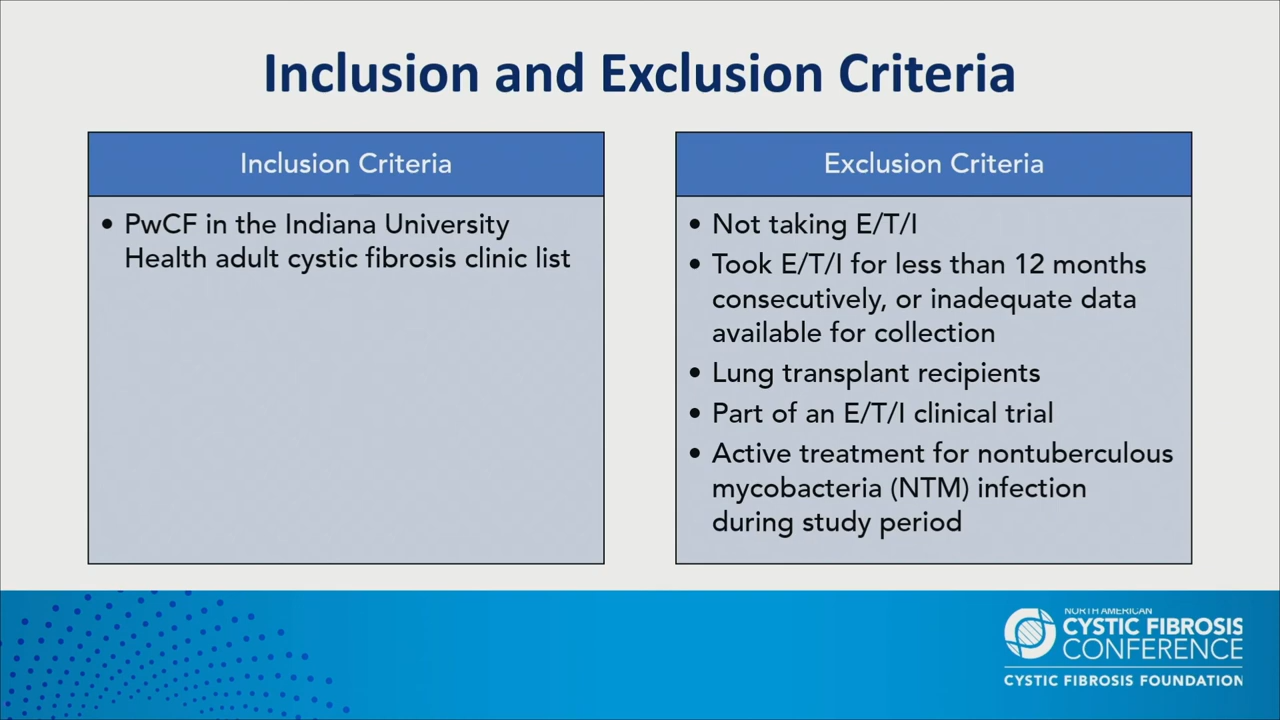 Inclusion and Exclusion Criteria
Inclusion Criteria
• PwCF in the Indiana University
Health adult cystic fibrosis clinic list
Exclusion Criteria
• Not taking E/T/I
• Took E/T/I for less than 12 months
consecutively, or inadequate data
available for collection
• Lung transplant recipients
• Part of an E/T/I clinical trial
• Active treatment for nontuberculous
mycobacteria (NTM) infection
during study period
NORTH AMERICAN
CYSTIC FIBROSIS
CONFERENCE
CYSTIC FIBROSIS FOUNDATION